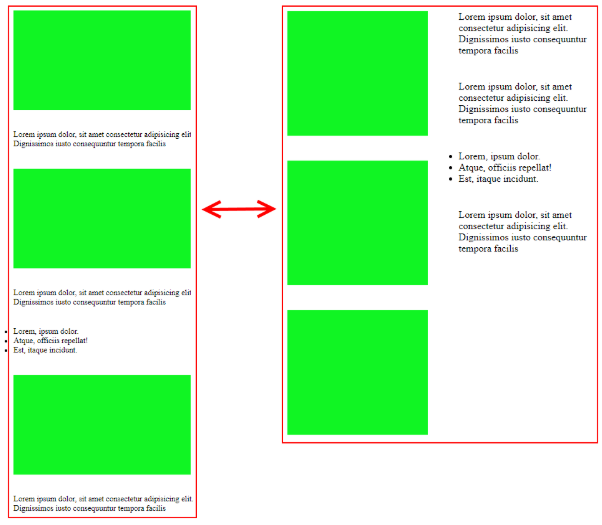 Lorem ipsum dolor, sit amet consectetur adipisicing elit
Dignissimos iusto consequuntur tempora facilis
Lorem ipsum dolor, sit amet consectetur adipisicing elit
Dignissimos iusto consequuntur tempora facilis
Lorem, ipsum dolor.
Atque, officiis repellat!
Est, itaque incidunt.
Lorem ipsum dolor, sit amet consectetur adipisicing elit
Dignissimos iusto consequuntur tempora facilis
Lorem ipsum dolor, sit amet
consectetur adipisicing elit.
Dignissimos iusto consequuntur
tempora facilis
Lorem ipsum dolor, sit amet
consectetur adipisicing elit.
Dignissimos iusto consequuntur
tempora facilis
Lorem, ipsum dolor.
Atque, officiis repellat!
Est, itaque incidunt.
Lorem ipsum dolor, sit amet
consectetur adipisicing elit.
Dignissimos iusto consequuntur
tempora facilis